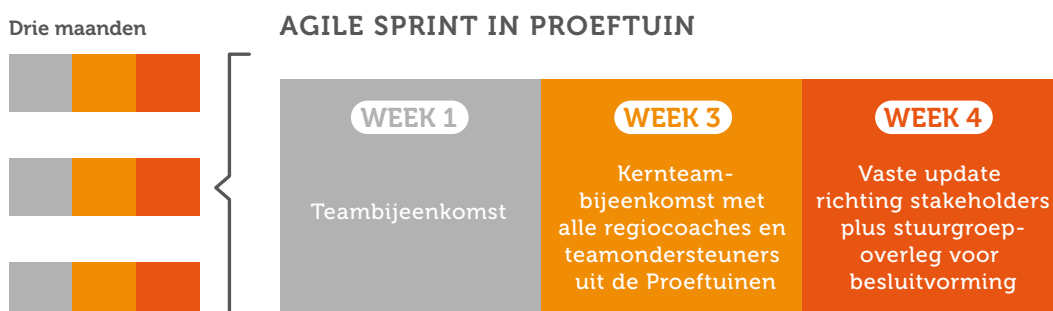 Drie maanden
AGILE SPRINT IN PROEFTUIN
WEEK 1
Teambijeenkomst
WEEK 3
Kernteam-
bijeenkomst met
alle regiocoaches en
teamondersteuners
uit de Proeftuinen
WEEK 4
Vaste update
richting stakeholders
plus stuurgroep-
overleg voor
besluitvorming